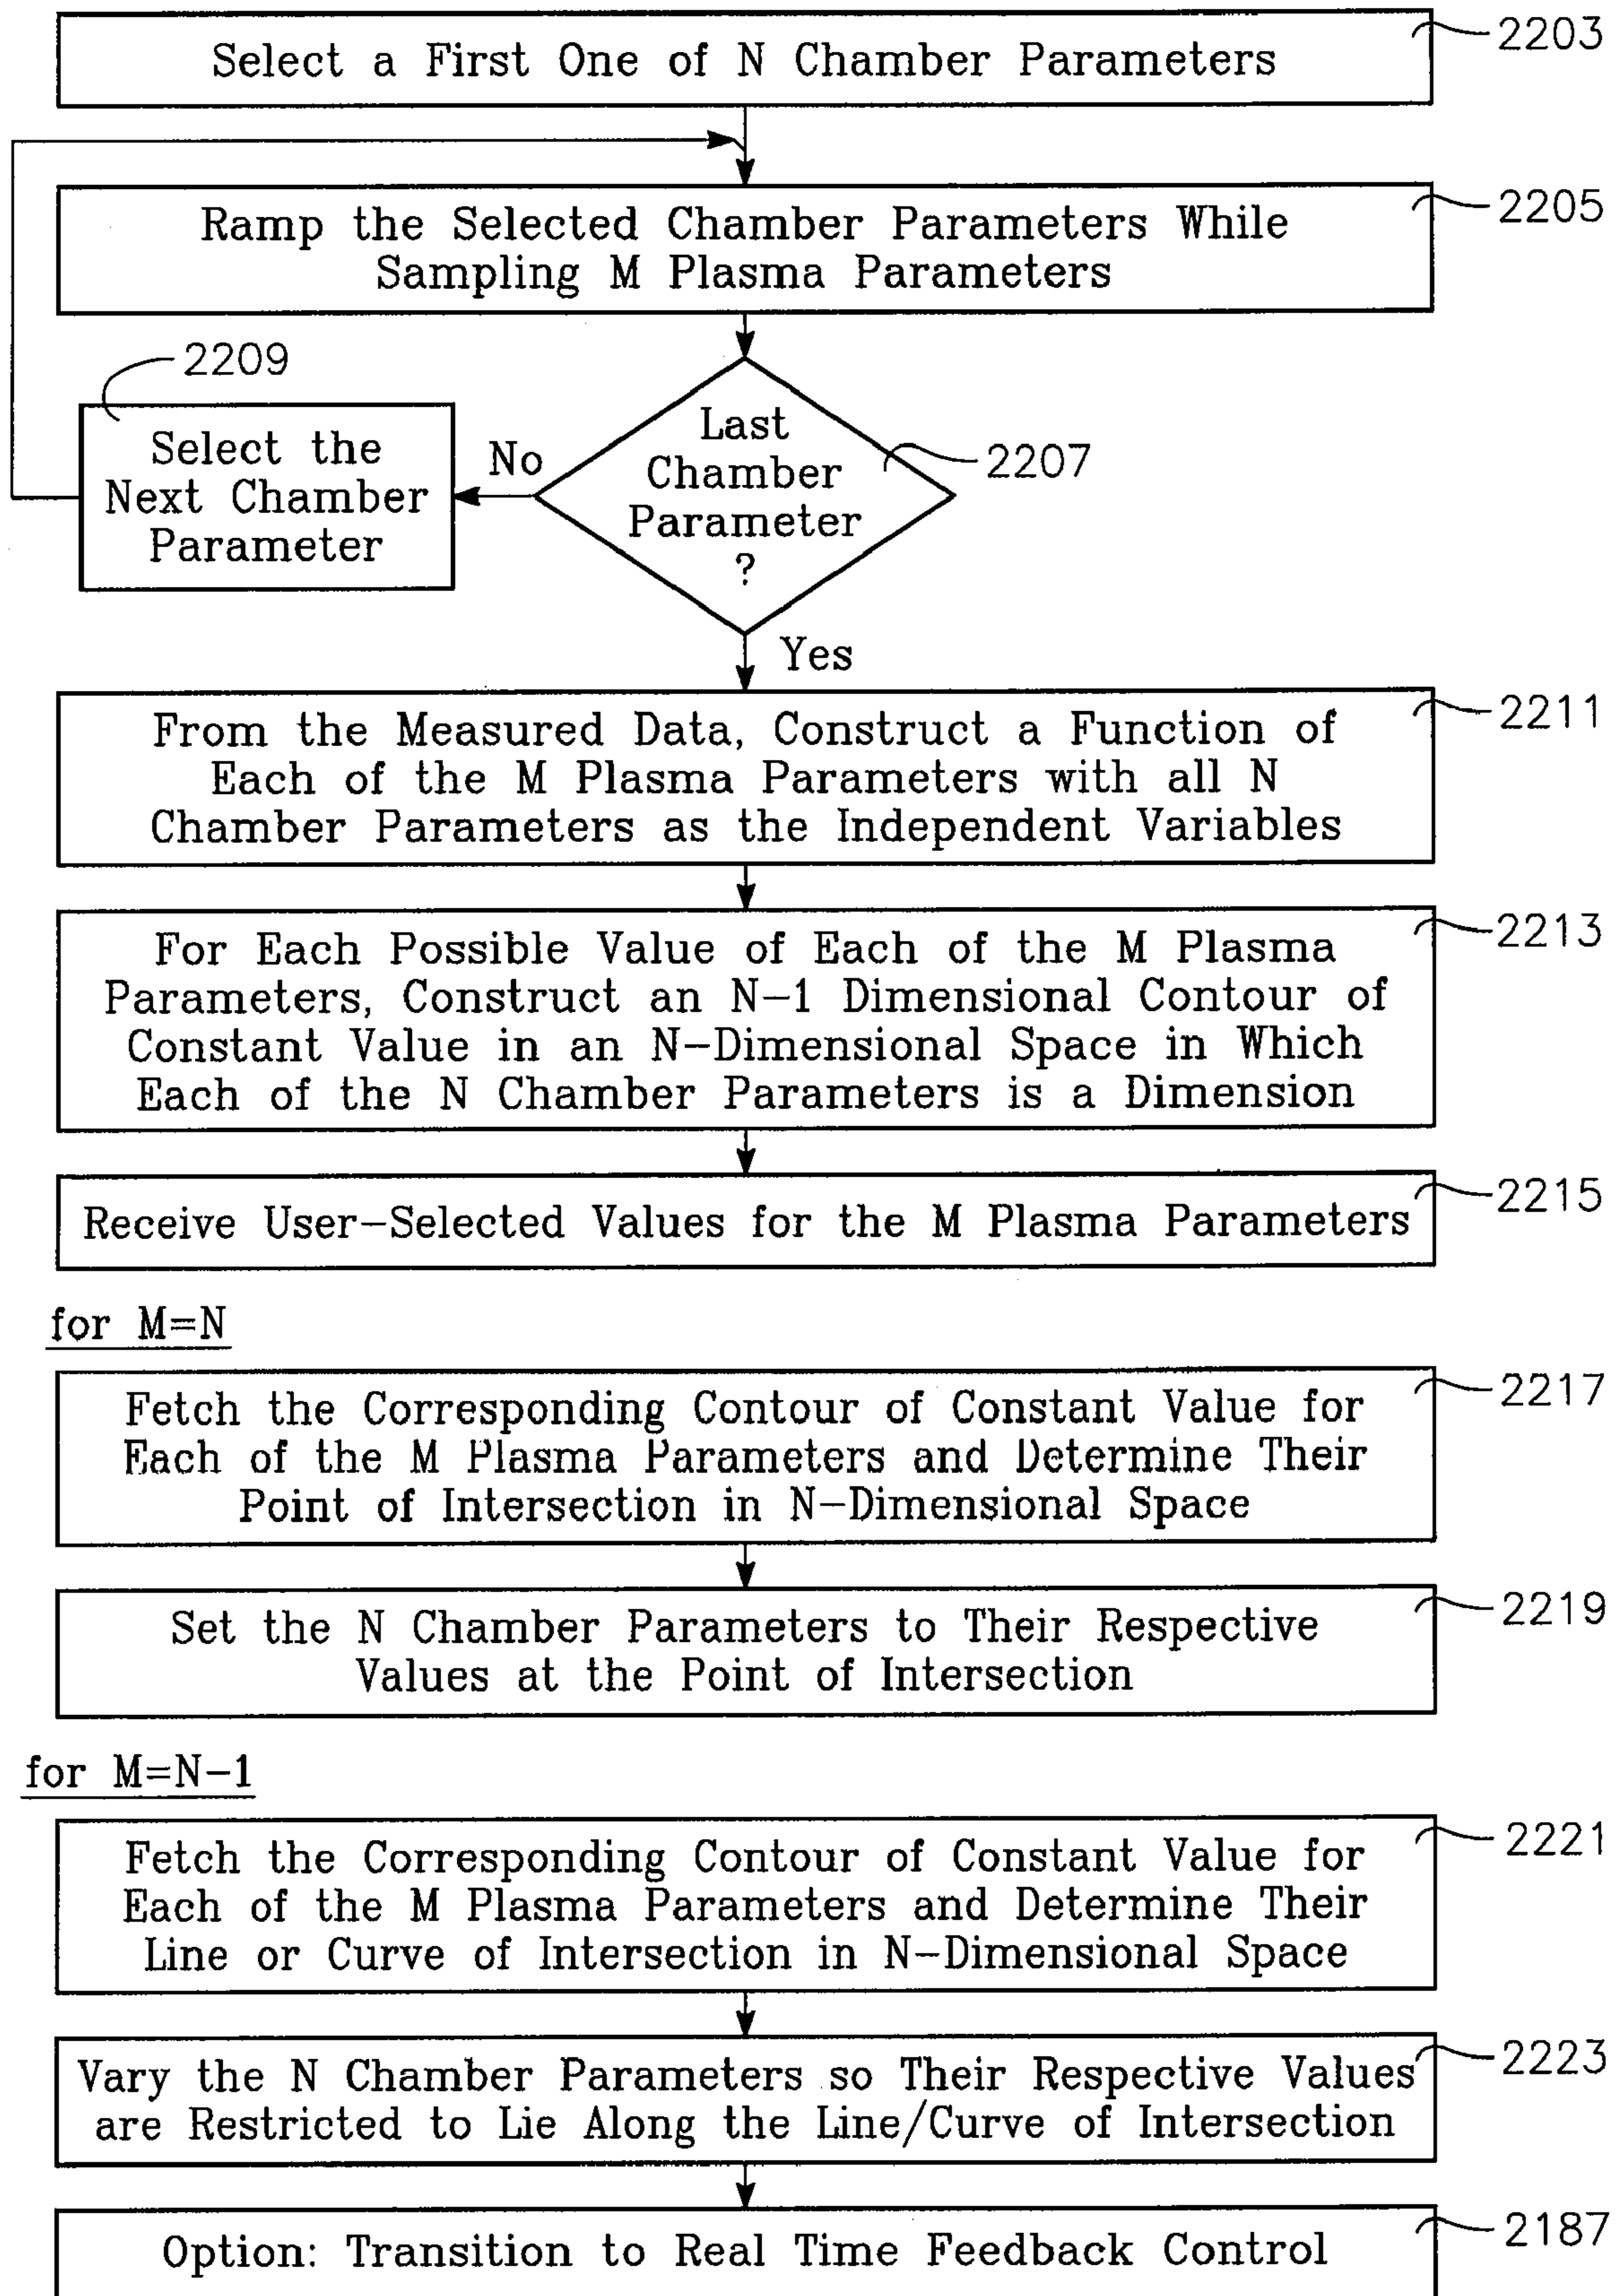 Select a First One of N Chamber Parameters
2203
Ramp the Selected Chamber Parameters While
Sampling M Plasma Parameters
2205
2209
Select the
Next Chamber
Parameter
No
Last
Chamber
Parameter
?
2207
Yes
From the Measured Data, Construct a Function of
Each of the M Plasma Parameters with all N
Chamber Parameters as the Independent Variables
2211
For Each Possible Value of Each of the M Plasma
Parameters, Construct an N-1 Dimensional Contour of
Constant Value in an N-Dimensional Space in Which
Each of the N Chamber Parameters is a Dimension
2213
Receive User-Selected Values for the M Plasma Parameters
2215
for M=N
Fetch the Corresponding Contour of Constant Value for
Each of the M Plasma Parameters and Determine Their
Point of Intersection in N-Dimensional Space
2217
Set the N Chamber Parameters to Their Respective
Values at the Point of Intersection
2219
for M=N-1
Fetch the Corresponding Contour of Constant Value for
Each of the M Plasma Parameters and Determine Their
Line or Curve of Intersection in N-Dimensional Space
2221
Vary the N Chamber Parameters so Their Respective Values
are Restricted to Lie Along the Line/Curve of Intersection
2223
Option: Transition to Real Time Feedback Control
2187